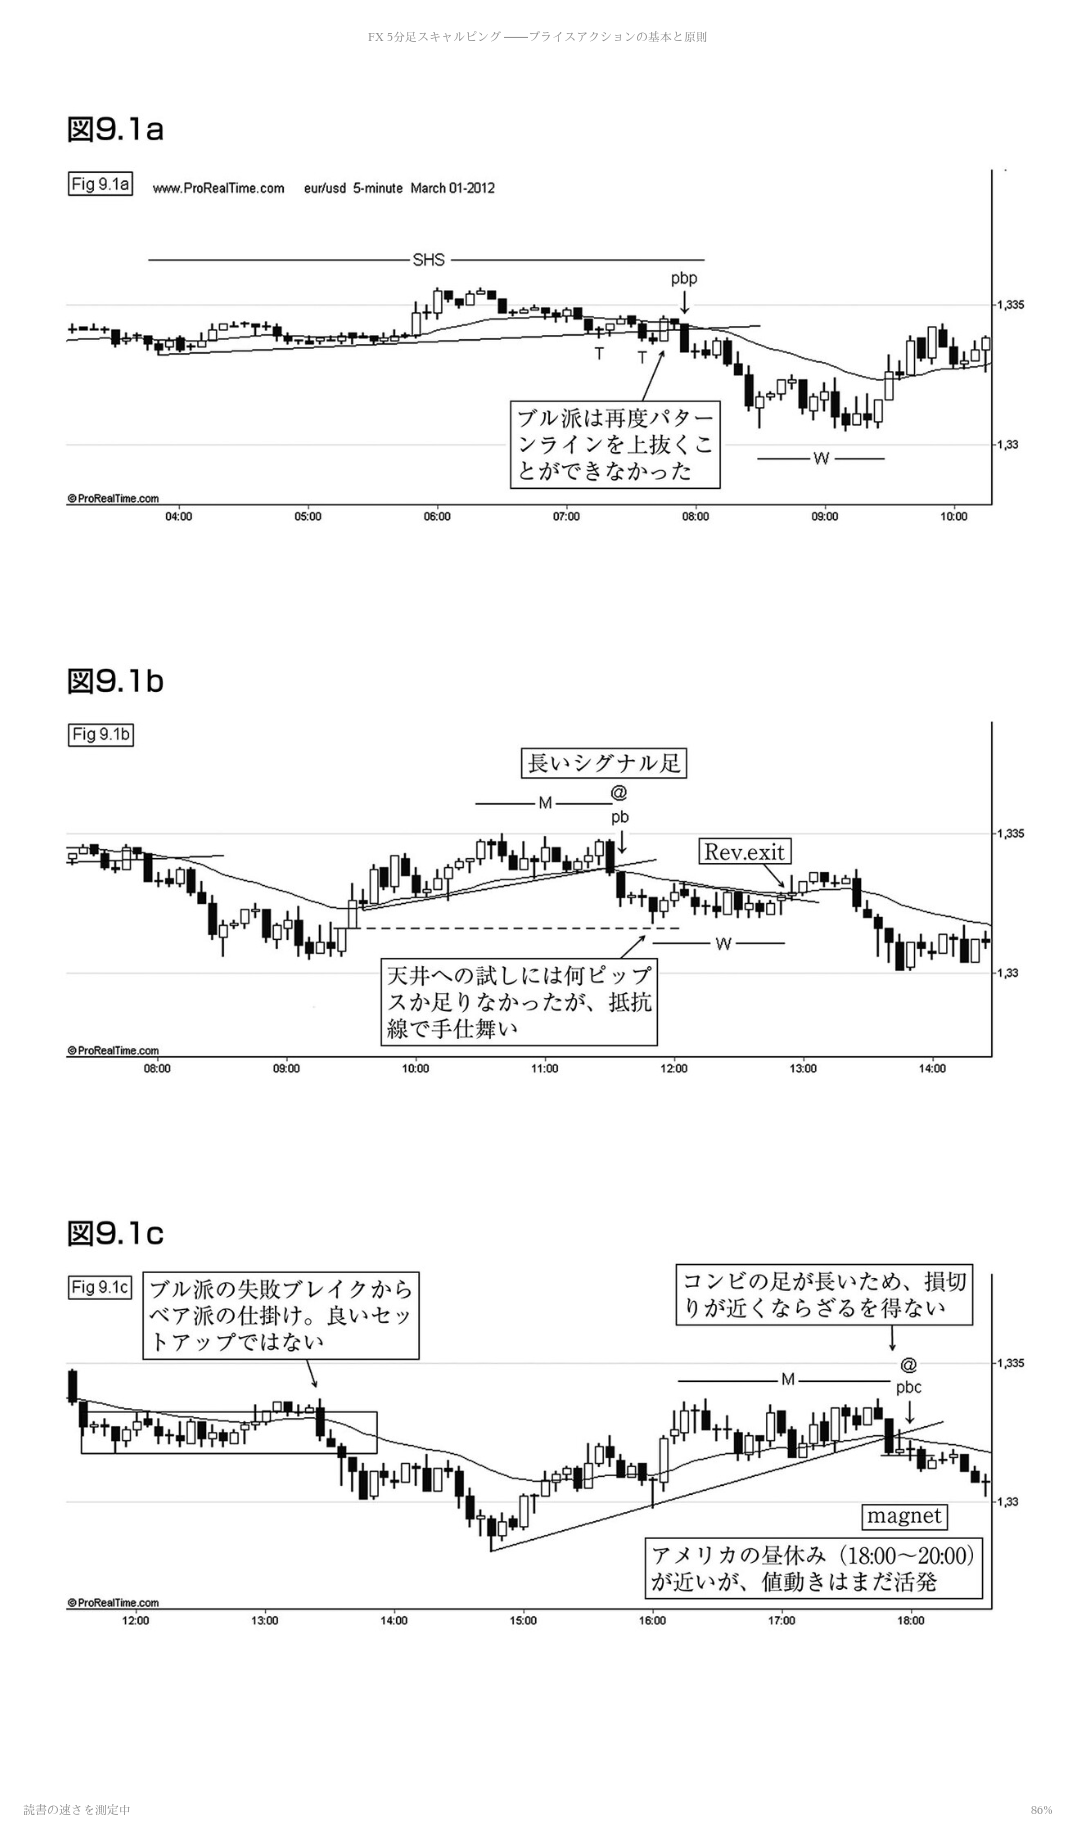 FX 5分足スキャルピング ――プライスアクションの基本と原則
図9.1a
Fig 9.1a
www.ProRealTime.com eur/usd 5-minute March 01-2012
SHS
pbp
1,335
T
T
ブル派は再度パター
ンラインを上抜くこ
とができなかった
1,33
W
©ProRealTime.com
04:00 05:00 06:00 07:00 08:00 09:00 10:00
図9.1b
Fig 9.1b
長いシグナル足
@
M
pb
1,335
Rev.exit
W
天井への試しには何ピップ
スか足りなかったが、抵抗
線で手仕舞い
1,33
©ProRealTime.com
08:00 09:00 10:00 11:00 12:00 13:00 14:00
図9.1c
Fig 9.1c
ブル派の失敗ブレイクから
ベア派の仕掛け。良いセッ
トアップではない
コンビの足が長いため、損切
りが近くならざるを得ない
@
1,335
M
pbc
1,33
magnet
アメリカの昼休み（18:00〜20:00）
が近いが、値動きはまだ活発
©ProRealTime.com
12:00 13:00 14:00 15:00 16:00 17:00 18:00
読書の速さを測定中
86%